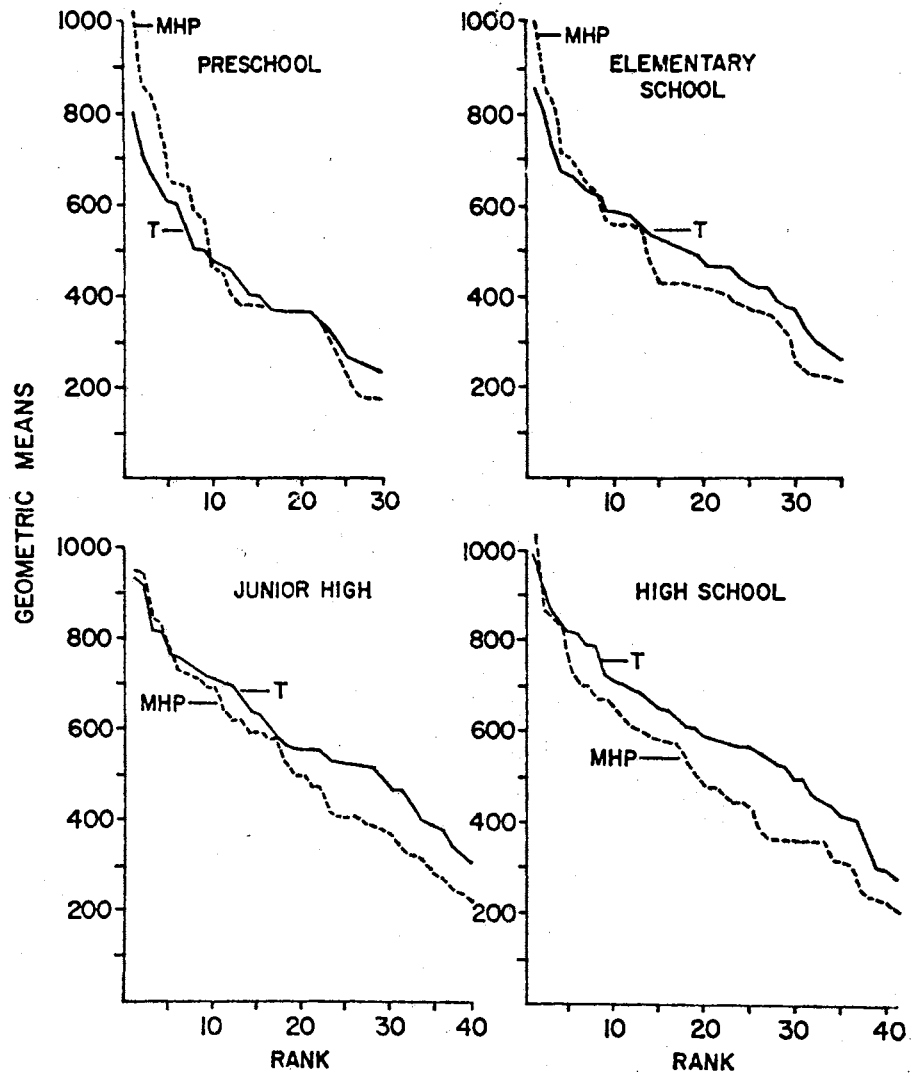 GEOMETRIC MEANS
PRESCHOOL
MHP
T
1000
800
600
400
200
10
20
30
ELEMENTARY
SCHOOL
MHP
T
1000
800
600
400
200
10
20
30
JUNIOR HIGH
T
MHP
1000
800
600
400
200
10
20
30
40
RANK
HIGH SCHOOL
T
MHP
1000
800
600
400
200
10
20
30
40
RANK